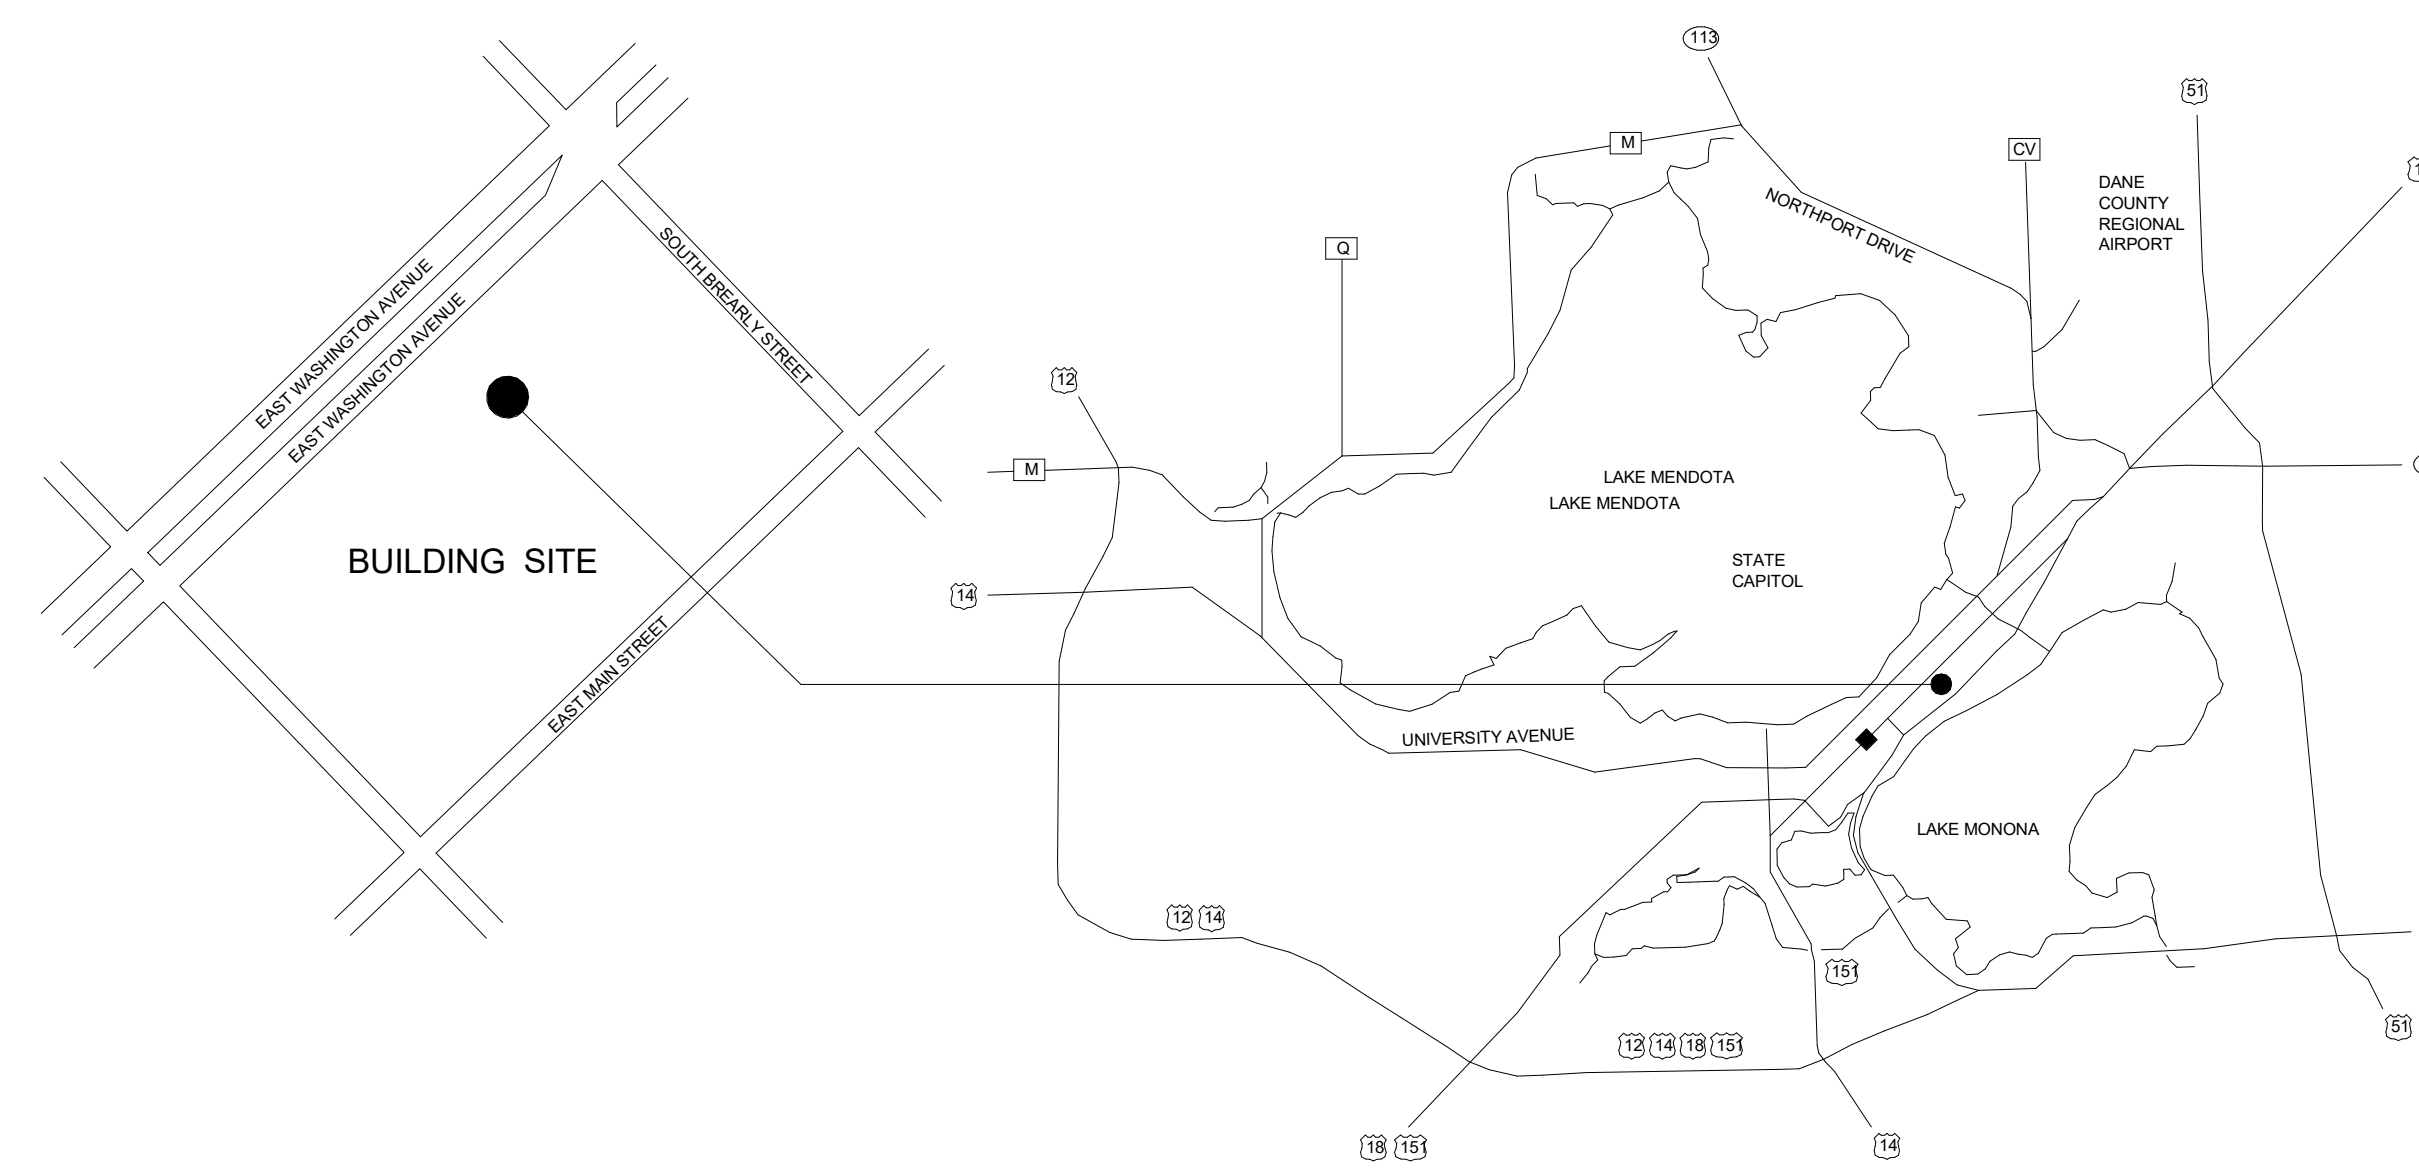 113
51
M
CV
DANE
COUNTY
REGIONAL
AIRPORT
NORTHPORT DRIVE
SOUTH BREARLY STREET
Q
EAST WASHINGTON AVENUE
EAST WASHINGTON AVENUE
12
M
LAKE MENDOTA
LAKE MENDOTA
BUILDING SITE
STATE
CAPITOL
14
EAST MAIN STREET
UNIVERSITY AVENUE
LAKE MONONA
12 14
151
51
12 14 18 151
18 151
14